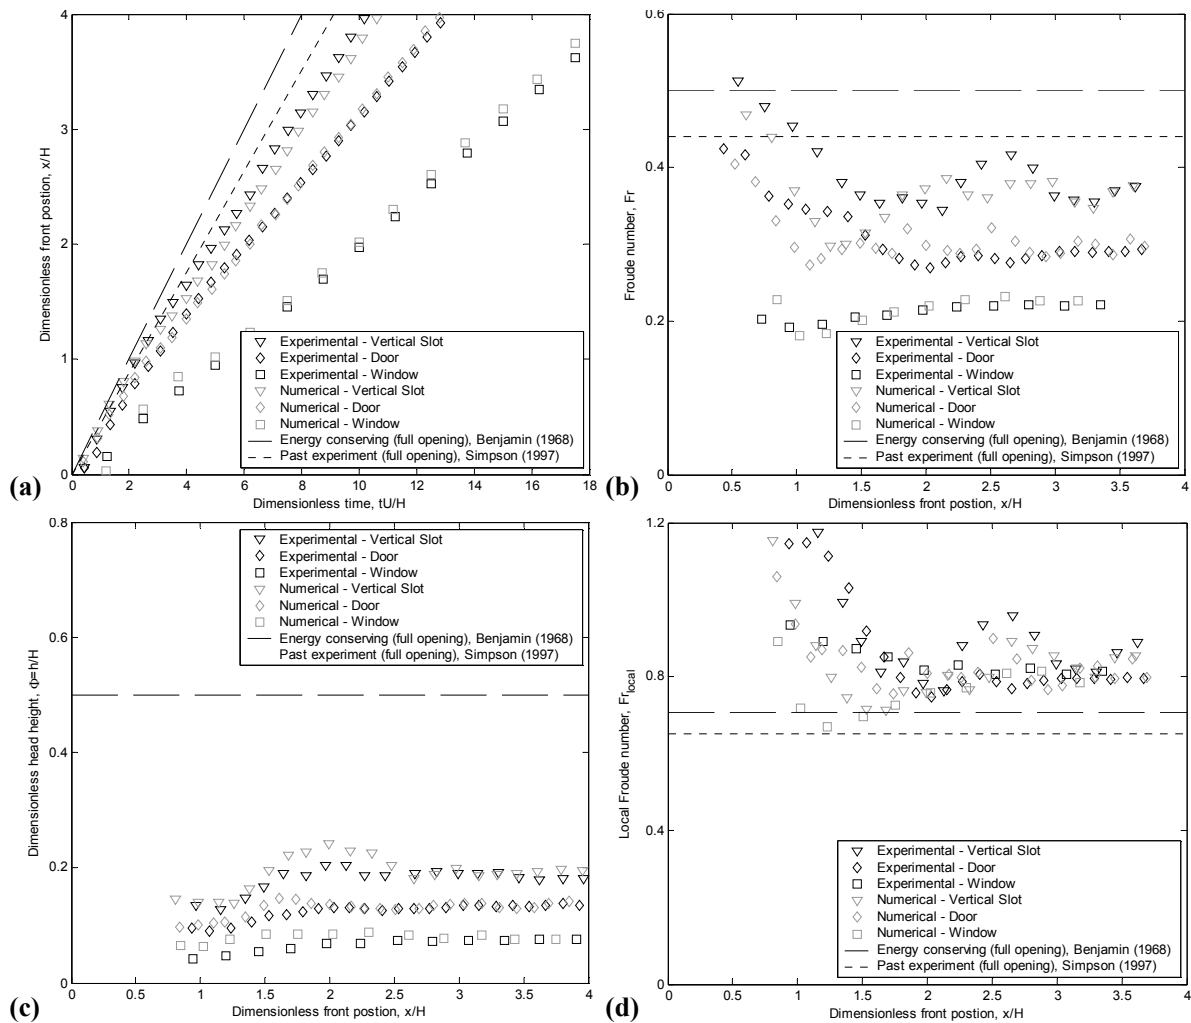 4
3
2
1
0
0 2 4 6 8 10 12 14 16 18
Dimensionless front postion, x/H
Dimensionless time, tU/H
Experimental - Vertical Slot
Experimental - Door
Experimental - Window
Numerical - Vertical Slot
Numerical - Door
Numerical - Window
Energy conserving (full opening), Benjamin (1968)
Past experiment (full opening), Simpson (1997)
(a)
0.6
0.4
0.2
0
0 0.5 1 1.5 2 2.5 3 3.5 4
Froude number, Fr
Dimensionless front postion, x/H
Experimental - Vertical Slot
Experimental - Door
Experimental - Window
Numerical - Vertical Slot
Numerical - Door
Numerical - Window
Energy conserving (full opening), Benjamin (1968)
Past experiment (full opening), Simpson (1997)
(b)
0.8
0.6
0.4
0.2
0
0 0.5 1 1.5 2 2.5 3 3.5 4
Dimensionless head height, Φ=h/H
Dimensionless front postion, x/H
Experimental - Vertical Slot
Experimental - Door
Experimental - Window
Numerical - Vertical Slot
Numerical - Door
Numerical - Window
Energy conserving (full opening), Benjamin (1968)
Past experiment (full opening), Simpson (1997)
(c)
1.2
0.8
0.4
0
0 0.5 1 1.5 2 2.5 3 3.5 4
Local Froude number, Fr local
Dimensionless front postion, x/H
Experimental - Vertical Slot
Experimental - Door
Experimental - Window
Numerical - Vertical Slot
Numerical - Door
Numerical - Window
Energy conserving (full opening), Benjamin (1968)
Past experiment (full opening), Simpson (1997)
(d)